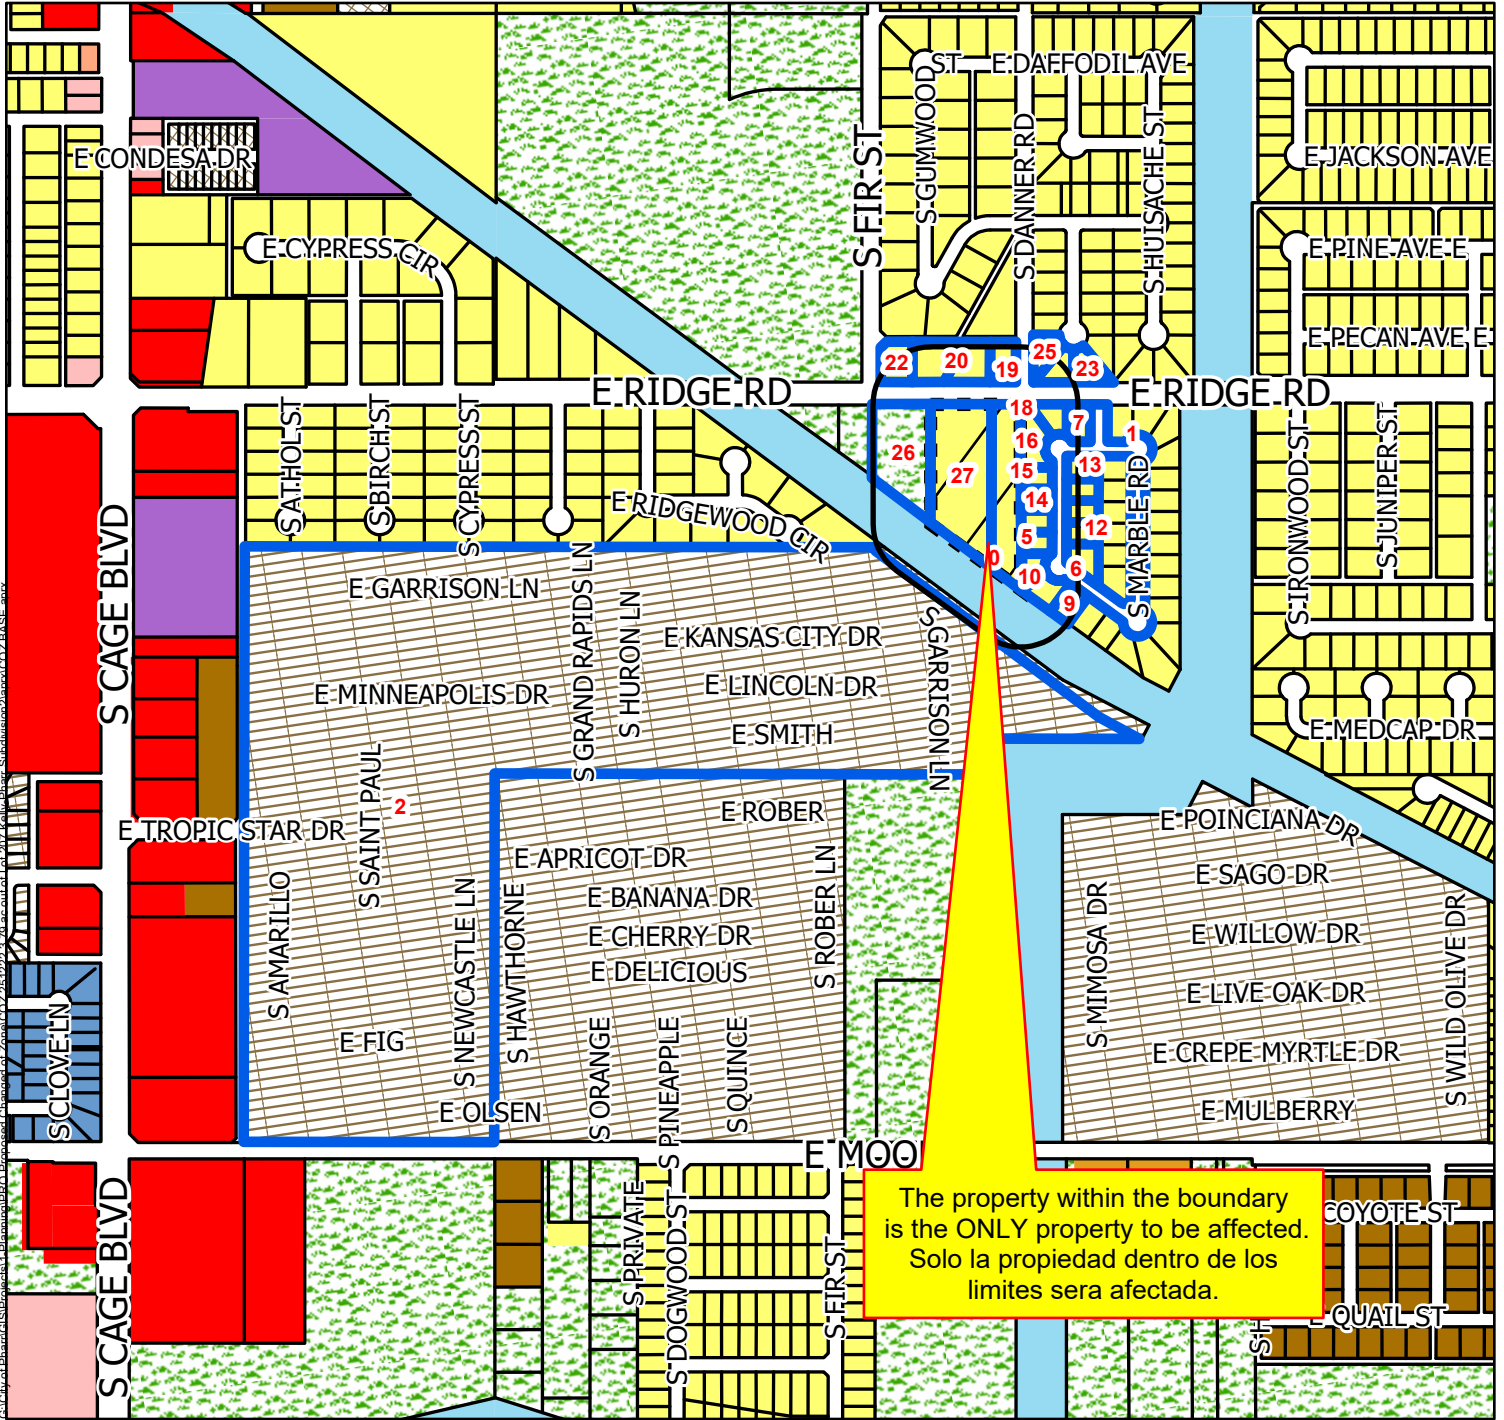 ST
E DAFFODIL AVE
S GUMWOOD
S FIR ST
S DANNER RD
S HUISACHE ST
E JACKSON AVE
E CONDESA DR
E CYPRESS CIR
E PINE AVE E
E PECAN AVE E
22
20
19
25
23
E RIDGE RD
E RIDGE RD
18
7
1
16
26
27
15
13
14
12
5
0
10
6
9
S MARBLE RD
S IRONWOOD ST
S JUNIPER ST
S ATHOL ST
S BIRCH ST
S CYPRESS ST
E RIDGEWOOD CIR
S CAGE BLVD
E GARRISON LN
S GRAND RAPIDS LN
S HURON LN
E KANSAS CITY DR
S GARRISON LN
E MINNEAPOLIS DR
E LINCOLN DR
E SMITH
E MEDCAP DR
S SAINT PAUL
2
E ROBER
E TROPIC STAR DR
E POINCIANA DR
E APRICOT DR
E SAGO DR
E BANANA DR
S AMARILLO
S NEWCASTLE LN
S HAWTHORNE
S ROBER LN
S MIMOSA DR
S WILD OLIVE DR
E CHERRY DR
E WILLOW DR
E DELICIOUS
E LIVE OAK DR
S CLOVE LN
E FIG
S ORANGE
S PINEAPPLE
S QUINCE
E CREPE MYRTLE DR
E OLSEN
E MULBERRY
E MOO
S CAGE BLVD
S PRIVATE
S DOGWOOD ST
S FIR ST
The property within the boundary
is the ONLY property to be affected.
Solo la propiedad dentro de los
limites sera afectada.
COYOTE ST
E QUAIL ST